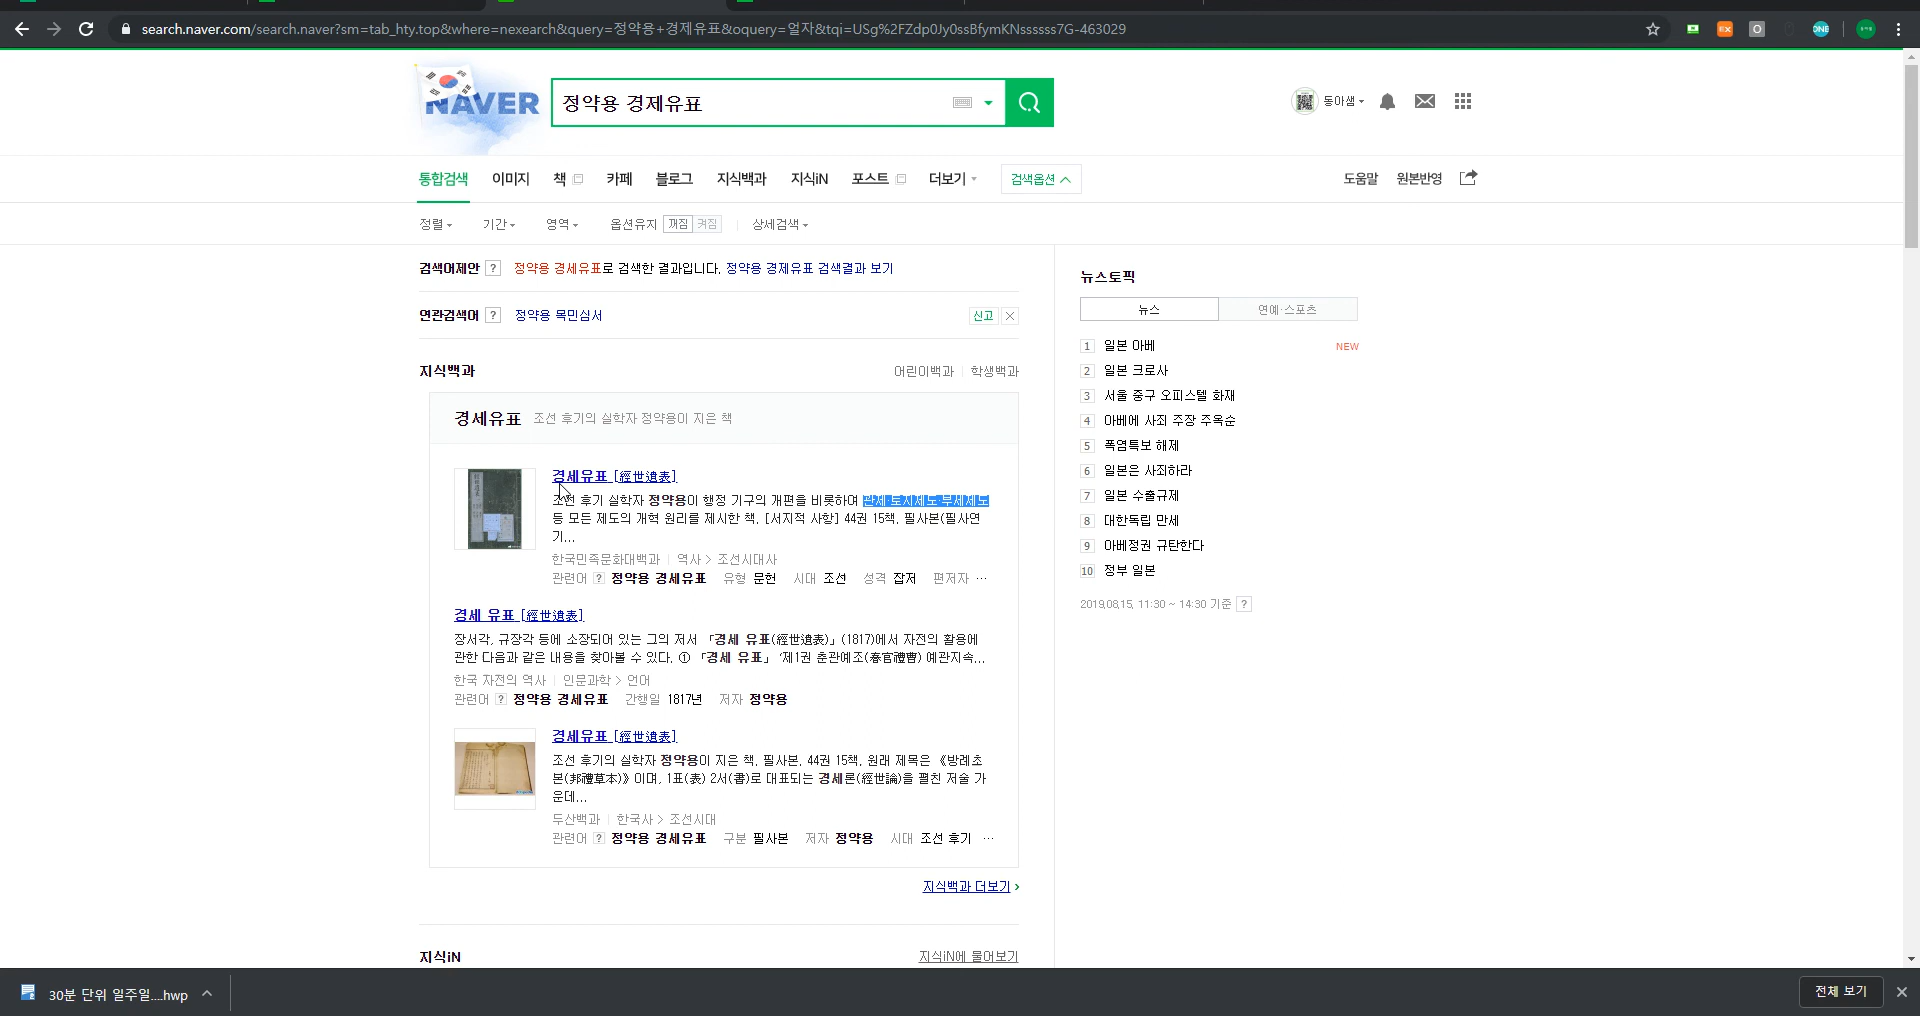 search.naver.com/search.naver?sm=tab_hty.top&where=nexearch&query=정약용+경제유표&oquery=얼자&tqi=USg%2FZdp0Jy0ssBfymKNssssss7G-463029
EX O ONE
NAVER 정약용 경제유표 동아샘
통합검색 이미지 책 카페 블로그 지식백과 지식iN 포스트 더보기 검색옵션 도움말 원본반영
정렬 기간 영역 옵션유지 꺼짐 켜짐 상세검색
검색어제안 ? 정약용 경세유표로 검색한 결과입니다. 정약용 경제유표 검색결과 보기
연관검색어 ? 정약용 목민심서 신고
지식백과 어린이백과 학생백과
경세유표 조선 후기의 실학자 정약용이 지은 책
경세유표 [經世遺表]
조선 후기 실학자 정약용이 행정 기구의 개편을 비롯하여 관제·토지제도·부세제도
등 모든 제도의 개혁 원리를 제시한 책. [서지적 사항] 44권 15책. 필사본(필사연
기...
한국민족문화대백과 역사 > 조선시대사
관련어 ? 정약용 경세유표 유형 문헌 시대 조선 성격 잡저 편저자 ...
경세 유표 [經世遺表]
장서각, 규장각 등에 소장되어 있는 그의 저서 「경세 유표(經世遺表)」(1817)에서 자전의 활용에
관한 다음과 같은 내용을 찾아볼 수 있다. ① 「경세 유표」 '제1권 춘관예조(春官禮曹) 예관지속...
한국 자전의 역사 인문과학 > 언어
관련어 ? 정약용 경세유표 간행일 1817년 저자 정약용
경세유표 [經世遺表]
조선 후기의 실학자 정약용이 지은 책. 필사본. 44권 15책. 원래 제목은 《방례초
본(邦禮草本)》이며, 1표(表) 2서(書)로 대표되는 경세론(經世論)을 펼친 저술 가
운데...
두산백과 한국사 > 조선시대
관련어 ? 정약용 경세유표 구분 필사본 저자 정약용 시대 조선 후기 ...
지식백과 더보기
지식iN 지식iN에 물어보기
뉴스토픽
뉴스 연예·스포츠
1 일본 아베 NEW
2 일본 크로사
3 서울 중구 오피스텔 화재
4 아베에 사죄 주장 주옥순
5 폭염특보 해제
6 일본은 사죄하라
7 일본 수출규제
8 대한독립 만세
9 아베정권 규탄한다
10 정부 일본
2019.08.15. 11:30 ~ 14:30 기준 ?
30분 단위 일주일....hwp 전체 보기